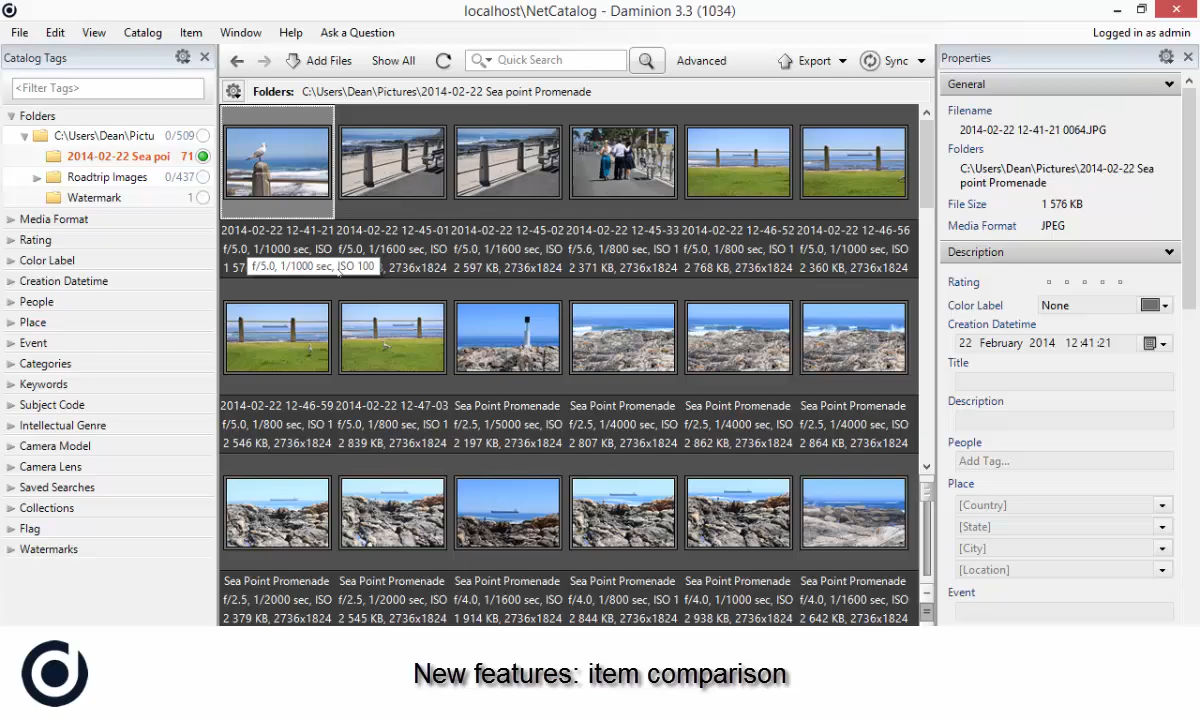 localhost\NetCatalog - Daminion 3.3 (1034)
File Edit View Catalog Item Window Help Ask a Question
Logged in as admin
Catalog Tags
<Filter Tags>
Folders
C:\Users\Dean\Pictu 0/509
2014-02-22 Sea poi 71
Roadtrip Images 0/437
Watermark 1
Media Format
Rating
Color Label
Creation Datetime
People
Place
Event
Categories
Keywords
Subject Code
Intellectual Genre
Camera Model
Camera Lens
Saved Searches
Collections
Flag
Watermarks
Add Files Show All Quick Search Advanced Export Sync
Folders: C:\Users\Dean\Pictures\2014-02-22 Sea point Promenade
2014-02-22 12-41-21 2014-02-22 12-45-01 2014-02-22 12-45-02 2014-02-22 12-45-33 2014-02-22 12-46-52 2014-02-22 12-46-56
f/5.0, 1/1000 sec, ISO f/5.0, 1/1600 sec, ISO f/5.0, 1/1600 sec, ISO f/5.6, 1/800 sec, ISO 1 f/5.0, 1/800 sec, ISO 1 f/5.0, 1/1000 sec, ISO
1 57 , 2736x1824 2 597 KB, 2736x1824 2 371 KB, 2736x1824 2 768 KB, 2736x1824 2 360 KB, 2736x1824
f/5.0, 1/1000 sec, ISO 100
2014-02-22 12-46-59 2014-02-22 12-47-03 Sea Point Promenade Sea Point Promenade Sea Point Promenade Sea Point Promenade
f/5.0, 1/800 sec, ISO 1 f/5.0, 1/800 sec, ISO 1 f/2.5, 1/5000 sec, ISO f/2.5, 1/4000 sec, ISO f/2.5, 1/4000 sec, ISO f/2.5, 1/4000 sec, ISO
2 546 KB, 2736x1824 2 839 KB, 2736x1824 2 197 KB, 2736x1824 2 807 KB, 2736x1824 2 862 KB, 2736x1824 2 864 KB, 2736x1824
Sea Point Promenade Sea Point Promenade Sea Point Promenade Sea Point Promenade Sea Point Promenade Sea Point Promenade
f/2.5, 1/2000 sec, ISO f/2.5, 1/2000 sec, ISO f/4.0, 1/1600 sec, ISO f/4.0, 1/800 sec, ISO 1 f/4.0, 1/1000 sec, ISO f/4.0, 1/1600 sec, ISO
2 379 KB, 2736x1824 2 545 KB, 2736x1824 1 914 KB, 2736x1824 2 844 KB, 2736x1824 2 938 KB, 2736x1824 2 642 KB, 2736x1824
Properties
General
Filename
2014-02-22 12-41-21 0064.JPG
Folders
C:\Users\Dean\Pictures\2014-02-22 Sea
point Promenade
File Size 1 576 KB
Media Format JPEG
Description
Rating
Color Label None
Creation Datetime
22 February 2014 12:41:21
Title
Description
People
Add Tag...
Place
[Country]
[State]
[City]
[Location]
Event
New features: item comparison